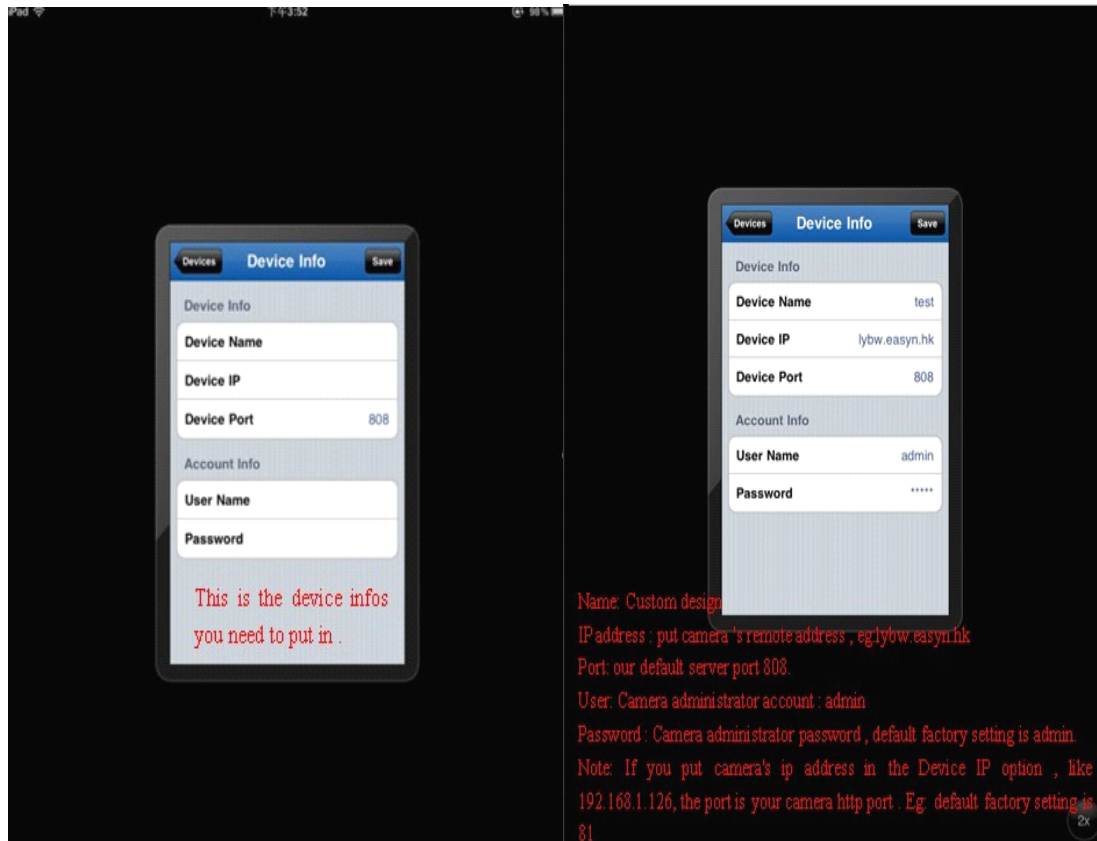 iPad
下午3:52
98%
Devices
Device Info
Save
Device Info
Device Name
Device IP
Device Port 808
Account Info
User Name
Password
This is the device infos
you need to put in .
Devices
Device Info
Save
Device Info
Device Name test
Device IP lybw.easyn.hk
Device Port 808
Account Info
User Name admin
Password *****
Name: Custom design
IP address : put camera 's remote address , eg:lybw.easyn.hk
Port: our default server port 808.
User: Camera administrator account : admin
Password : Camera administrator password , default factory setting is admin.
Note: If you put camera's ip address in the Device IP option , like
192.168.1.126, the port is your camera http port . Eg: default factory setting is
81
2x